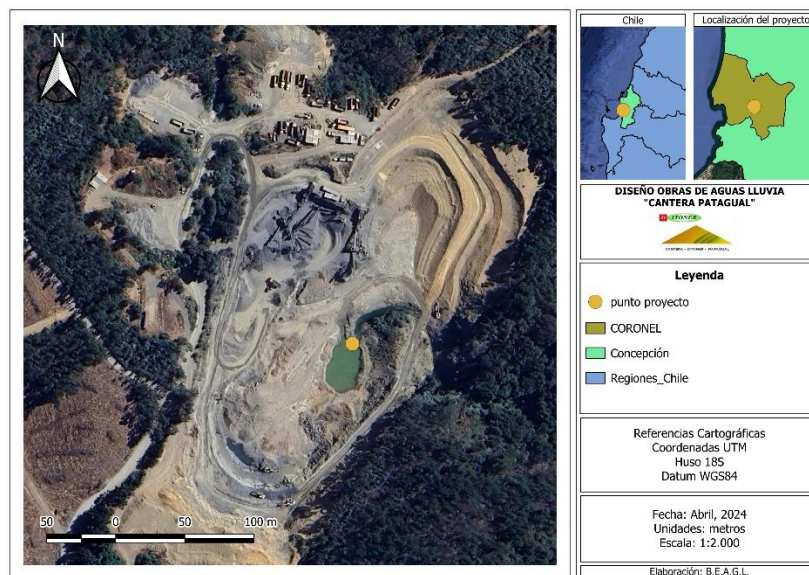 N
50 0 50 100 m
Chile
Localización del proyecto
DISEÑO OBRAS DE AGUAS LLUVIA
"CANTERA PATAGUAL"
CANTERA - PATAGUAL
Leyenda
punto proyecto
CORONEL
Concepción
Regiones_Chile
Referencias Cartográficas
Coordenadas UTM
Huso 18S
Datum WGS84
Fecha: Abril, 2024
Unidades: metros
Escala: 1:2.000
Elaboración: B.E.A.G.L.